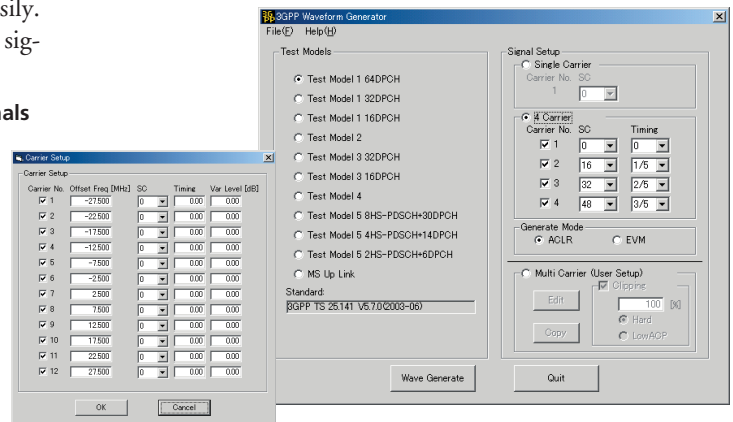 sily.
sig-
nals
3GPP Waveform Generator
File(F) Help(H)
Test Models
Test Model 1 64DPCH
Test Model 1 32DPCH
Test Model 1 16DPCH
Test Model 2
Test Model 3 32DPCH
Test Model 3 16DPCH
Test Model 4
Test Model 5 8HS-PDSCH+30DPCH
Test Model 5 4HS-PDSCH+14DPCH
Test Model 5 2HS-PDSCH+6DPCH
MS Up Link
Standard:
3GPP TS 25.141 V5.7.0(2003-06)
Signal Setup
Single Carrier
Carrier No. SC
1 0
4 Carrier
Carrier No. SC Timing
1 0 0
2 16 1/5
3 32 2/5
4 48 3/5
Generate Mode
ACLR EVM
Multi Carrier (User Setup)
Clipping
Edit 100 [%]
Hard
Copy LowACP
Wave Generate Quit
Carrier Setup
Carrier Setup
Carrier No. Offset Freq [MHz] SC Timing Var Level [dB]
1 -27.500 0 0.00 0.00
2 -22.500 0 0.00 0.00
3 -17.500 0 0.00 0.00
4 -12.500 0 0.00 0.00
5 -7.500 0 0.00 0.00
6 -2.500 0 0.00 0.00
7 2.500 0 0.00 0.00
8 7.500 0 0.00 0.00
9 12.500 0 0.00 0.00
10 17.500 0 0.00 0.00
11 22.500 0 0.00 0.00
12 27.500 0 0.00 0.00
OK Cancel